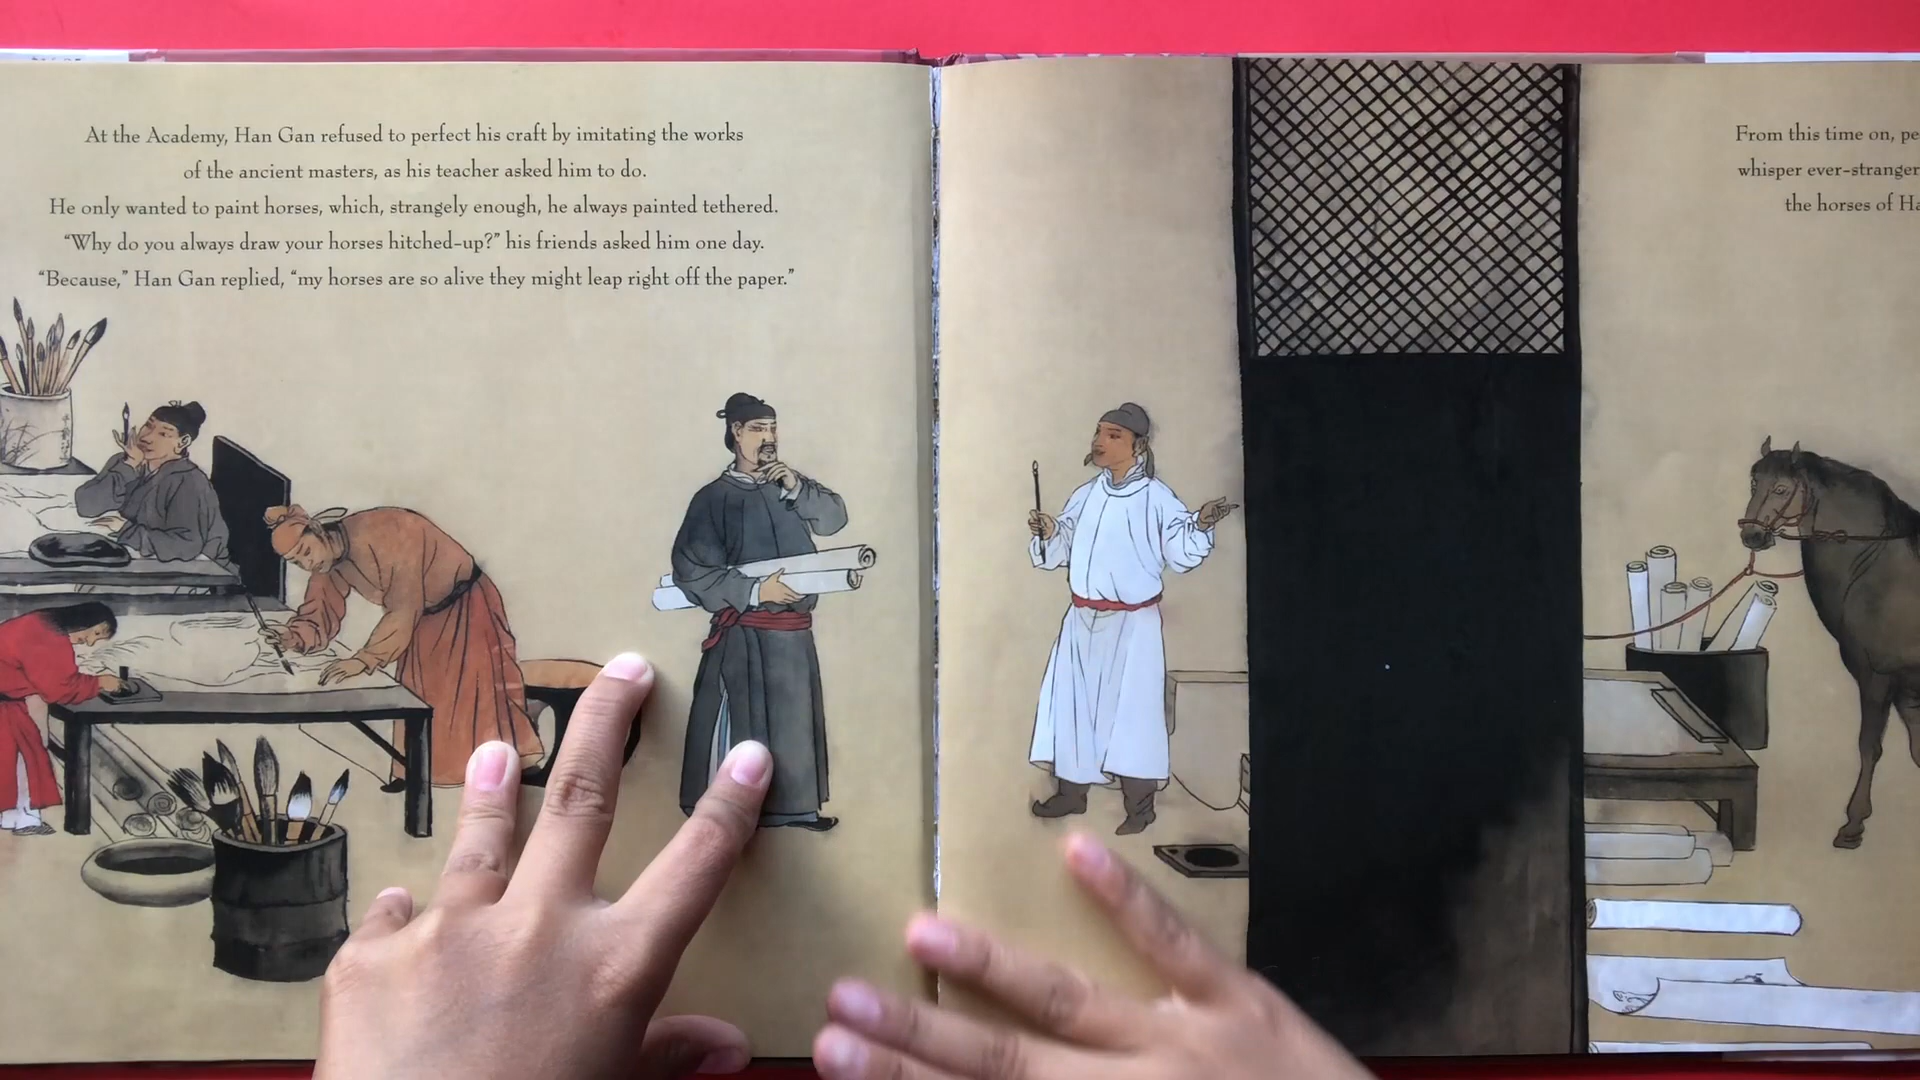 At the Academy, Han Gan refused to perfect his craft by imitating the works
of the ancient masters, as his teacher asked him to do.
He only wanted to paint horses, which, strangely enough, he always painted tethered.
“Why do you always draw your horses hitched-up?” his friends asked him one day.
“Because,” Han Gan replied, “my horses are so alive they might leap right off the paper.”
From this time on,
whisper ever-stranger
the horses of